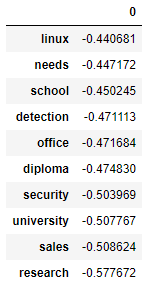 0
linux -0.440681
needs -0.447172
school -0.450245
detection -0.471113
office -0.471684
diploma -0.474830
security -0.503969
university -0.507767
sales -0.508624
research -0.577672